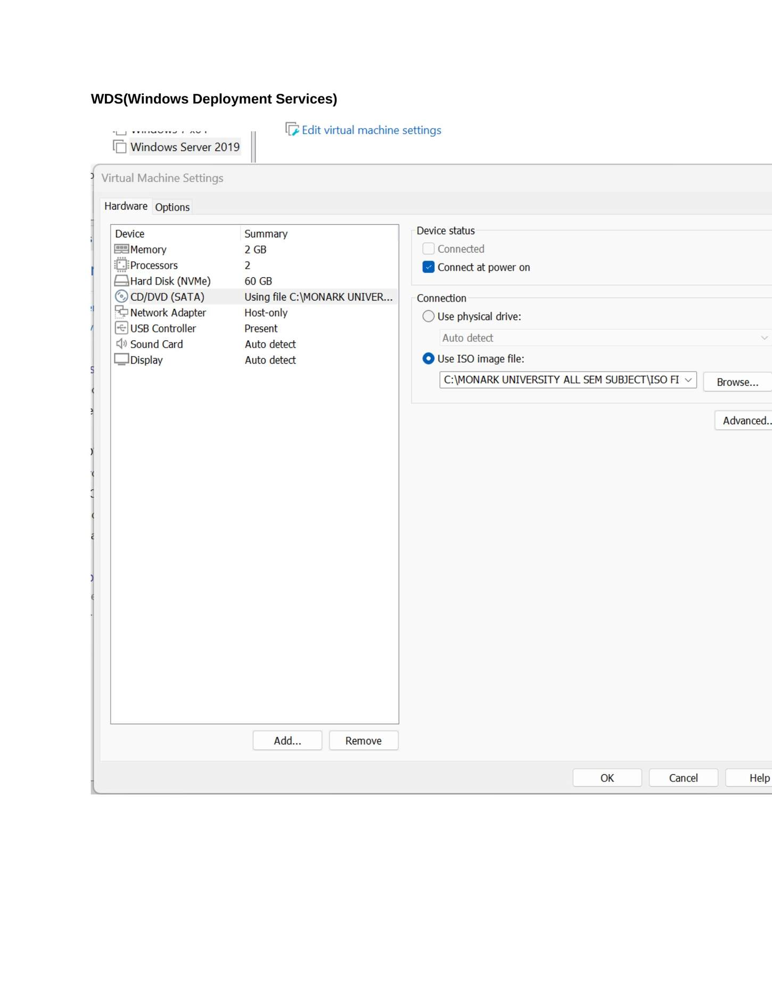 WDS(Windows Deployment Services)
Edit virtual machine settings
Windows Server 2019
Virtual Machine Settings
Hardware Options
Device Summary
Memory 2 GB
Processors 2
Hard Disk (NVMe) 60 GB
CD/DVD (SATA) Using file C:\MONARK UNIVER...
Network Adapter Host-only
USB Controller Present
Sound Card Auto detect
Display Auto detect
Device status
Connected
Connect at power on
Connection
Use physical drive:
Auto detect
Use ISO image file:
C:\MONARK UNIVERSITY ALL SEM SUBJECT\ISO FI
Browse...
Advanced..
Add... Remove
OK Cancel Help